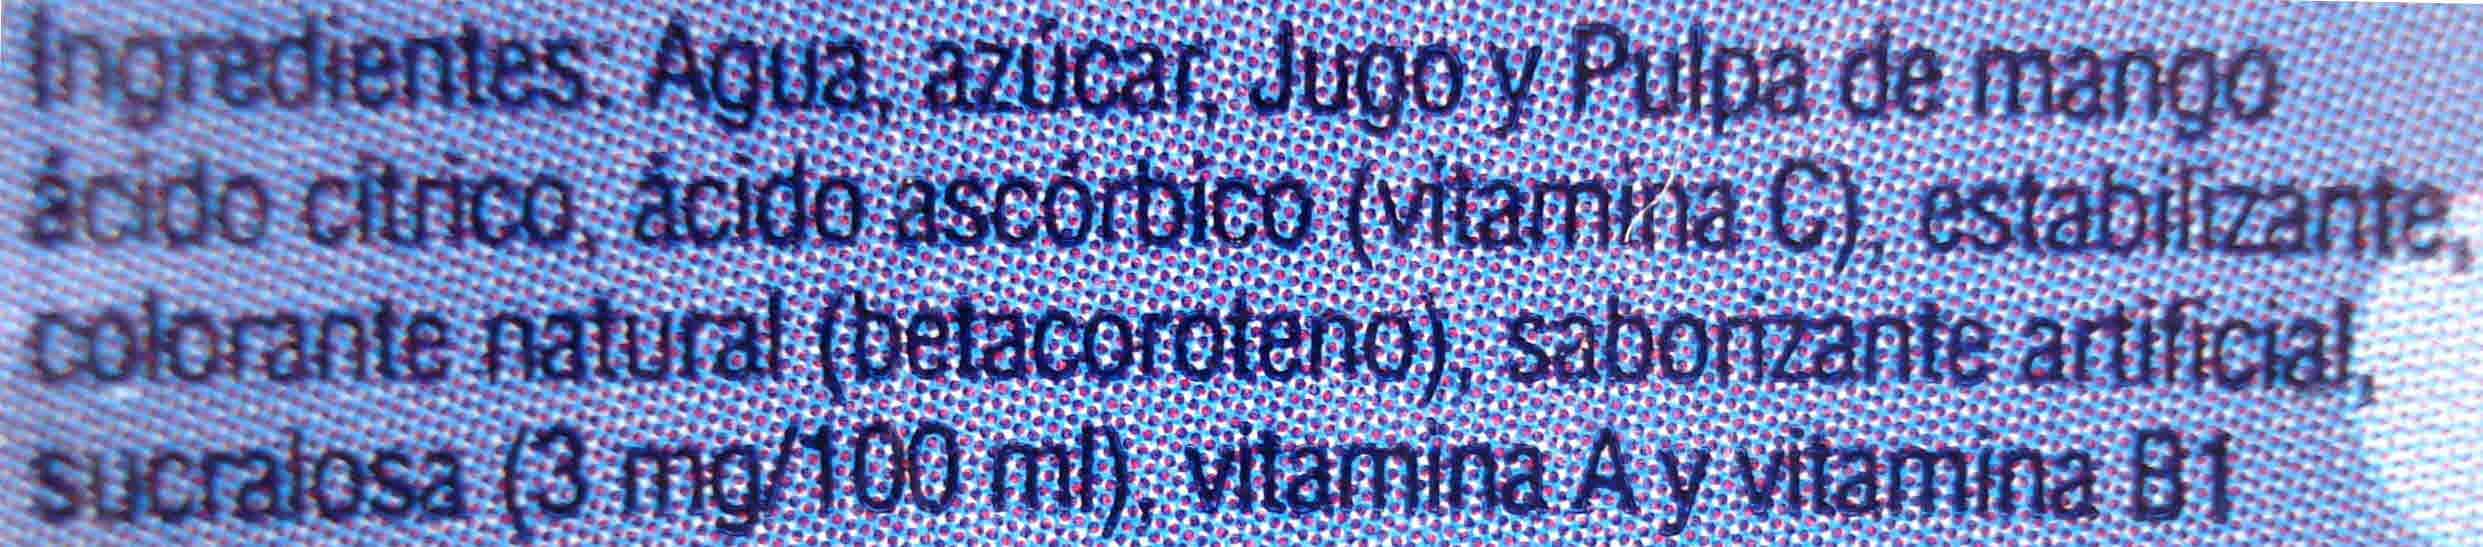 Ingredientes: Agua, azúcar, Jugo y Pulpa de mango
ácido cítrico, ácido ascórbico (vitamina C), estabilizante,
colorante natural (betacoroteno), saborizante artificial,
sucralosa (3 mg/100 ml), vitamina A y vitamina B1